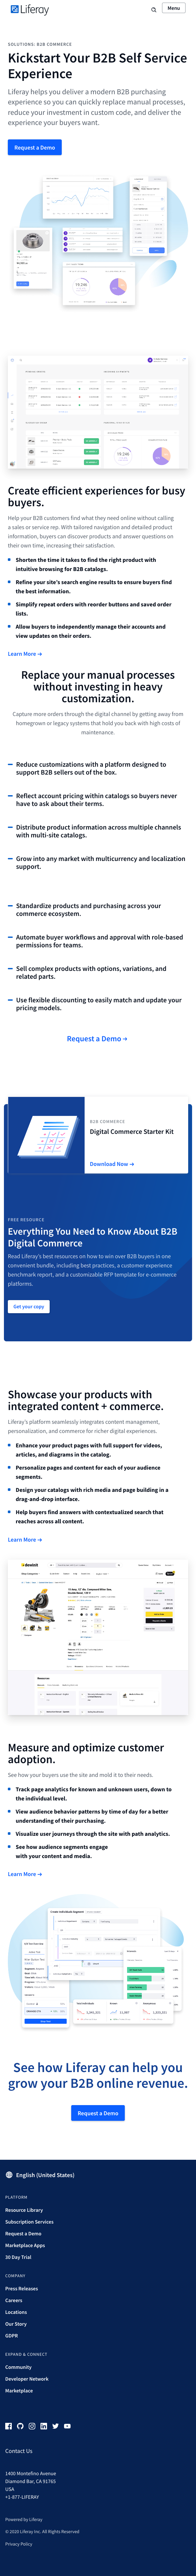 Liferay
Menu
SOLUTIONS: B2B COMMERCE
Kickstart Your B2B Self Service
Experience
Liferay helps you deliver a modern B2B purchasing
experience, so you can quickly replace manual processes,
reduce your investment in custom code, and deliver the
experience your buyers want.
Request a Demo
Create efficient experiences for busy
buyers.
Help your B2B customers find what they need online without calling
a sales or customer rep. With powerful navigation and detailed product
information, buyers can discover products and answer questions on
their own time, increasing their satisfaction.
Shorten the time it takes to find the right product with
intuitive browsing for B2B catalogs.
Refine your site's search engine results to ensure buyers find
the best information.
Simplify repeat orders with reorder buttons and saved order
lists.
Allow buyers to independently manage their accounts and
view updates on their orders.
Learn More →
Replace your manual processes
without investing in heavy
customization.
Capture more orders through the digital channel by getting away from
homegrown or legacy systems that hold you back with high costs of
maintenance.
Reduce customizations with a platform designed to
support B2B sellers out of the box.
Reflect account pricing within catalogs so buyers never
have to ask about their terms.
Distribute product information across multiple channels
with multi-site catalogs.
Grow into any market with multicurrency and localization
support.
Standardize products and purchasing across your
commerce ecosystem.
Automate buyer workflows and approval with role-based
permissions for teams.
Sell complex products with options, variations, and
related parts.
Use flexible discounting to easily match and update your
pricing models.
Request a Demo →
B2B COMMERCE
Digital Commerce Starter Kit
Download Now →
FREE RESOURCE
Everything You Need to Know About B2B
Digital Commerce
Read Liferay's best resources on how to win over B2B buyers in one
convenient bundle, including best practices, a customer experience
benchmark report, and a customizable RFP template for e-commerce
platforms.
Get your copy
Showcase your products with
integrated content + commerce.
Liferay's platform seamlessly integrates content management,
personalization, and commerce for richer digital experiences.
Enhance your product pages with full support for videos,
articles, and diagrams in the catalog.
Personalize pages and content for each of your audience
segments.
Design your catalogs with rich media and page building in a
drag-and-drop interface.
Help buyers find answers with contextualized search that
reaches across all content.
Learn More →
Measure and optimize customer
adoption.
See how your buyers use the site and mold it to their needs.
Track page analytics for known and unknown users, down to
the individual level.
View audience behavior patterns by time of day for a better
understanding of their purchasing.
Visualize user journeys through the site with path analytics.
See how audience segments engage
with your content and media.
Learn More →
See how Liferay can help you
grow your B2B online revenue.
Request a Demo
English (United States)
PLATFORM
Resource Library
Subscription Services
Request a Demo
Marketplace Apps
30 Day Trial
COMPANY
Press Releases
Careers
Locations
Our Story
GDPR
EXPAND & CONNECT
Community
Developer Network
Marketplace
Contact Us
1400 Montefino Avenue
Diamond Bar, CA 91765
USA
+1-877-LIFERAY
Powered by Liferay
© 2020 Liferay Inc. All Rights Reserved
Privacy Policy